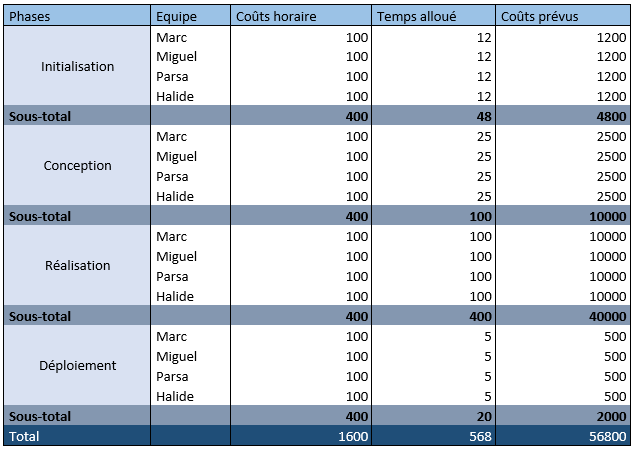 Phases Equipe Coûts horaire Temps alloué Coûts prévus
Marc 100 12 1200
Miguel 100 12 1200
Initialisation
Parsa 100 12 1200
Halide 100 12 1200
Sous-total 400 48 4800
Marc 100 25 2500
Miguel 100 25 2500
Conception
Parsa 100 25 2500
Halide 100 25 2500
Sous-total 400 100 10000
Marc 100 100 10000
Miguel 100 100 10000
Réalisation
Parsa 100 100 10000
Halide 100 100 10000
Sous-total 400 400 40000
Marc 100 5 500
Miguel 100 5 500
Déploiement
Parsa 100 5 500
Halide 100 5 500
Sous-total 400 20 2000
Total 1600 568 56800